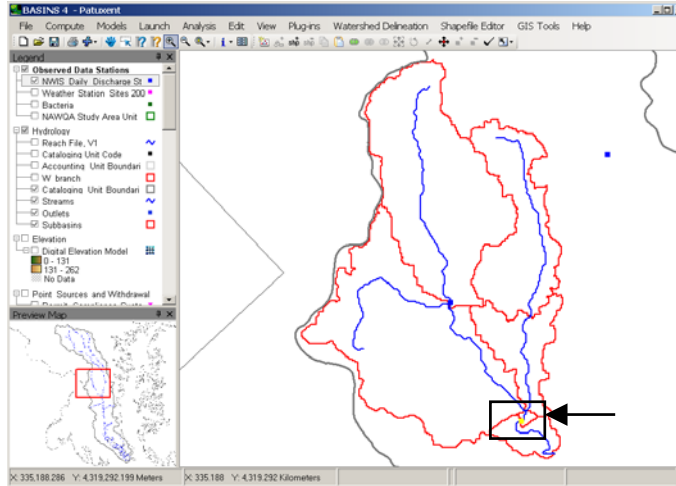 BASINS 4 - Patuxent
File Compute Models Launch Analysis Edit View Plug-ins Watershed Delineation Shapefile Editor GIS Tools Help
Legend
Observed Data Stations
NWIS Daily Discharge St
Weather Station Sites 200
Bacteria
NAWQA Study Area Unit
Hydrology
Reach File, V1
Cataloging Unit Code
Accounting Unit Boundari
W_branch
Cataloging Unit Boundari
Streams
Outlets
Subbasins
Elevation
Digital Elevation Model
0 - 131
131 - 262
No Data
Point Sources and Withdrawal
Preview Map
X: 335,188.286 Y: 4,319,292.199 Meters X: 335.188 Y: 4,319.292 Kilometers